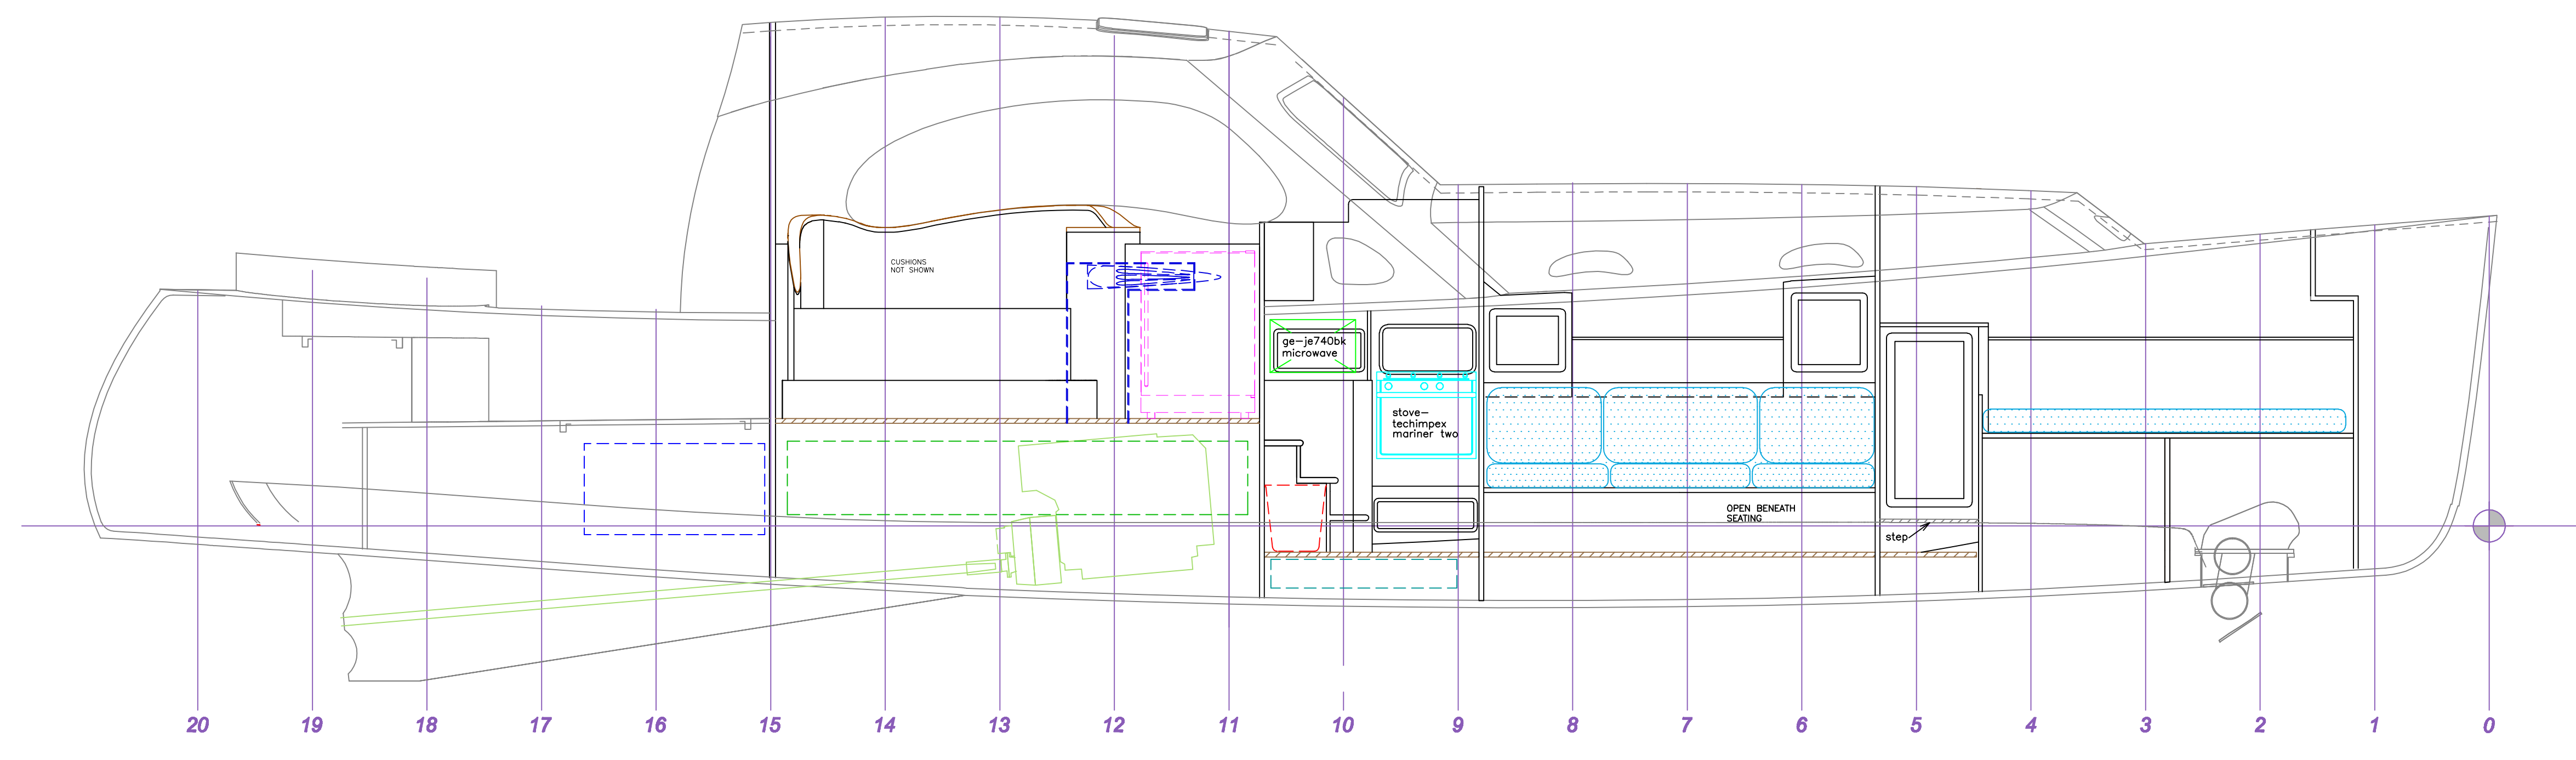 CUSHIONS
NOT SHOWN
ge-je740bk
microwave
stove-
techimpex
mariner two
OPEN BENEATH
SEATING
step
20 19 18 17 16 15 14 13 12 11 10 9 8 7 6 5 4 3 2 1 0